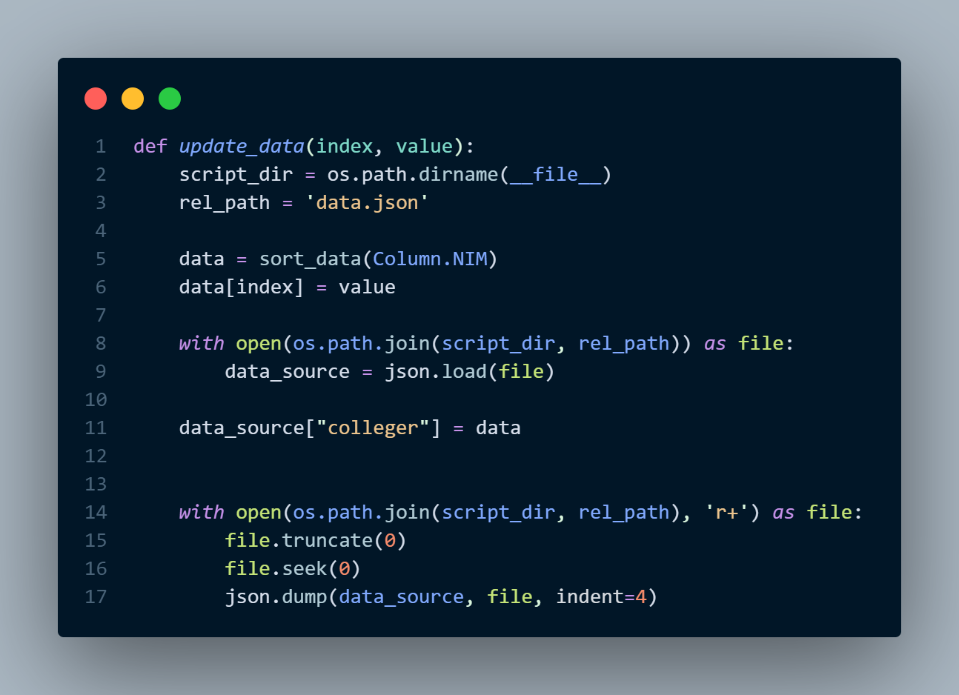 1 def update_data(index, value):
2     script_dir = os.path.dirname(__file__)
3     rel_path = 'data.json'
4
5     data = sort_data(Column.NIM)
6     data[index] = value
7
8     with open(os.path.join(script_dir, rel_path)) as file:
9         data_source = json.load(file)
10
11     data_source["colleger"] = data
12
13
14     with open(os.path.join(script_dir, rel_path), 'r+') as file:
15         file.truncate(0)
16         file.seek(0)
17         json.dump(data_source, file, indent=4)